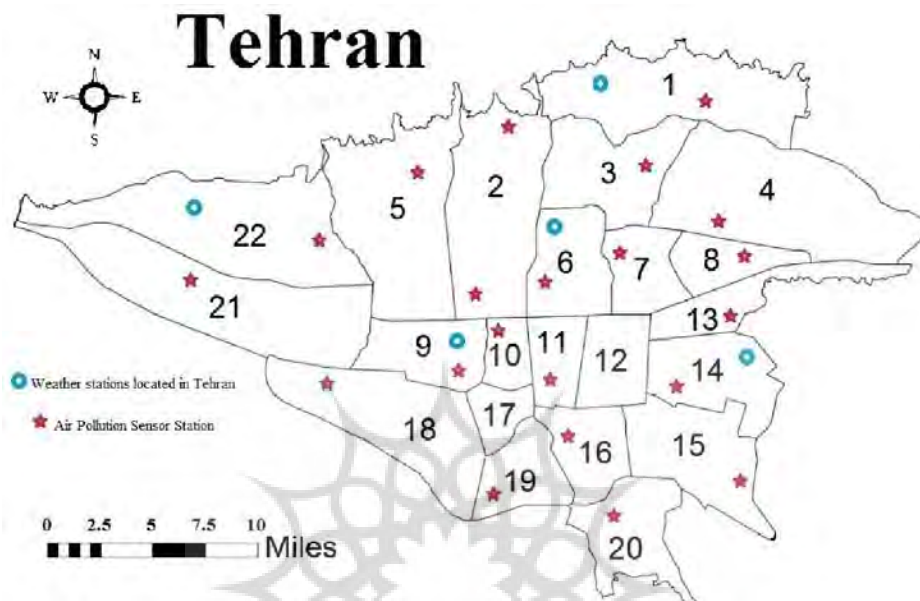 Tehran
N
W E
S
1
2
3
4
5
6
7
8
22
21
9
10
11
12
13
14
Weather stations located in Tehran
Air Pollution Sensor Station
18
17
16
15
19
20
0 2.5 5 7.5 10
Miles